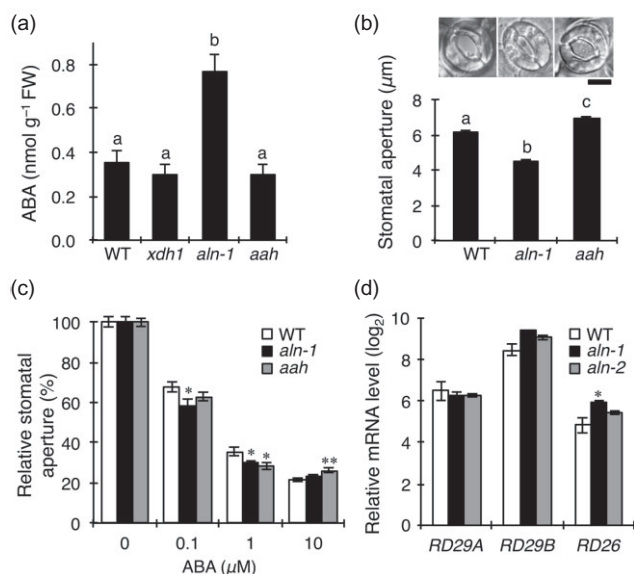 (a)
ABA (nmol g⁻¹ FW)
0.8
0.6
0.4
0.2
0.0
a
a
b
a
WT
xdh1
aln-1
aah
(b)
Stomatal aperture (µm)
8
6
4
2
0
a
b
c
WT
aln-1
aah
(c)
Relative stomatal
aperture (%)
100
80
60
40
20
0
WT
aln-1
aah
*
*
*
**
0
0.1
1
10
ABA (µM)
(d)
Relative mRNA level (log₂)
10
8
6
4
2
0
WT
aln-1
aln-2
*
RD29A
RD29B
RD26